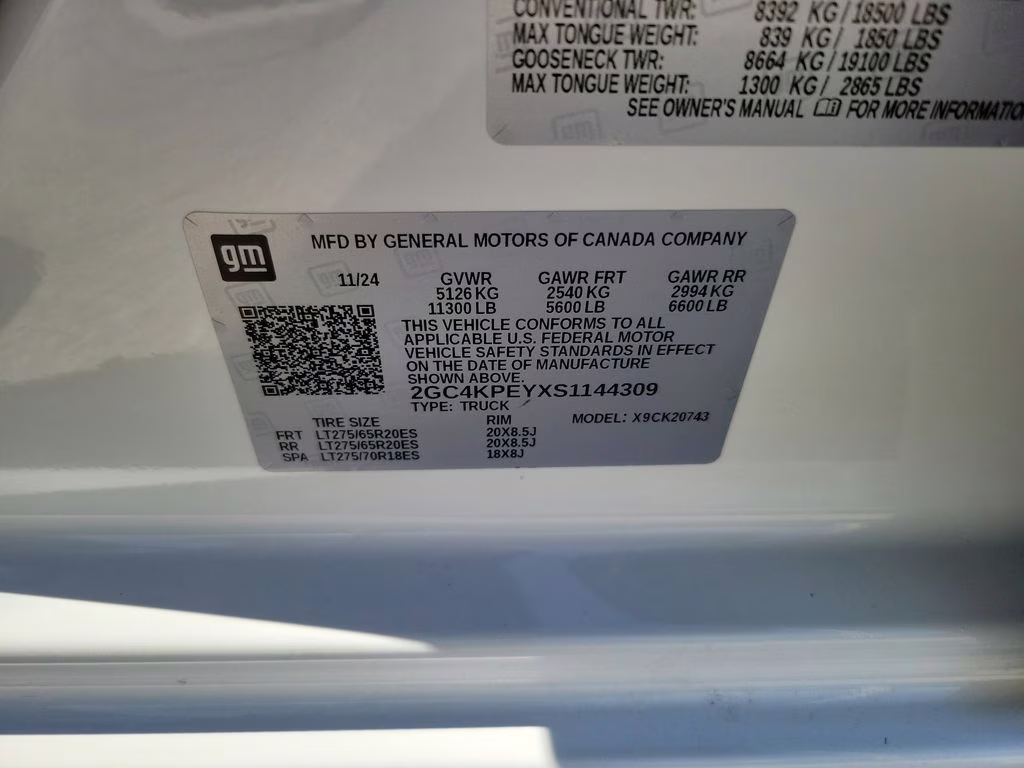 CONVENTIONAL TWR: 8392 KG/18500 LBS
MAX TONGUE WEIGHT: 839 KG/ 1850 LBS
GOOSENECK TWR: 8664 KG/19100 LBS
MAX TONGUE WEIGHT: 1300 KG/ 2865 LBS
SEE OWNER'S MANUAL FOR MORE INFORMATION
gm
MFD BY GENERAL MOTORS OF CANADA COMPANY
11/24 GVWR GAWR FRT GAWR RR
5126 KG 2540 KG 2994 KG
11300 LB 5600 LB 6600 LB
THIS VEHICLE CONFORMS TO ALL
APPLICABLE U.S. FEDERAL MOTOR
VEHICLE SAFETY STANDARDS IN EFFECT
ON THE DATE OF MANUFACTURE
SHOWN ABOVE.
2GC4KPEYXS1144309
TYPE: TRUCK MODEL: X9CK20743
TIRE SIZE RIM
FRT LT275/65R20ES 20X8.5J
RR LT275/65R20ES 20X8.5J
SPA LT275/70R18ES 18X8J